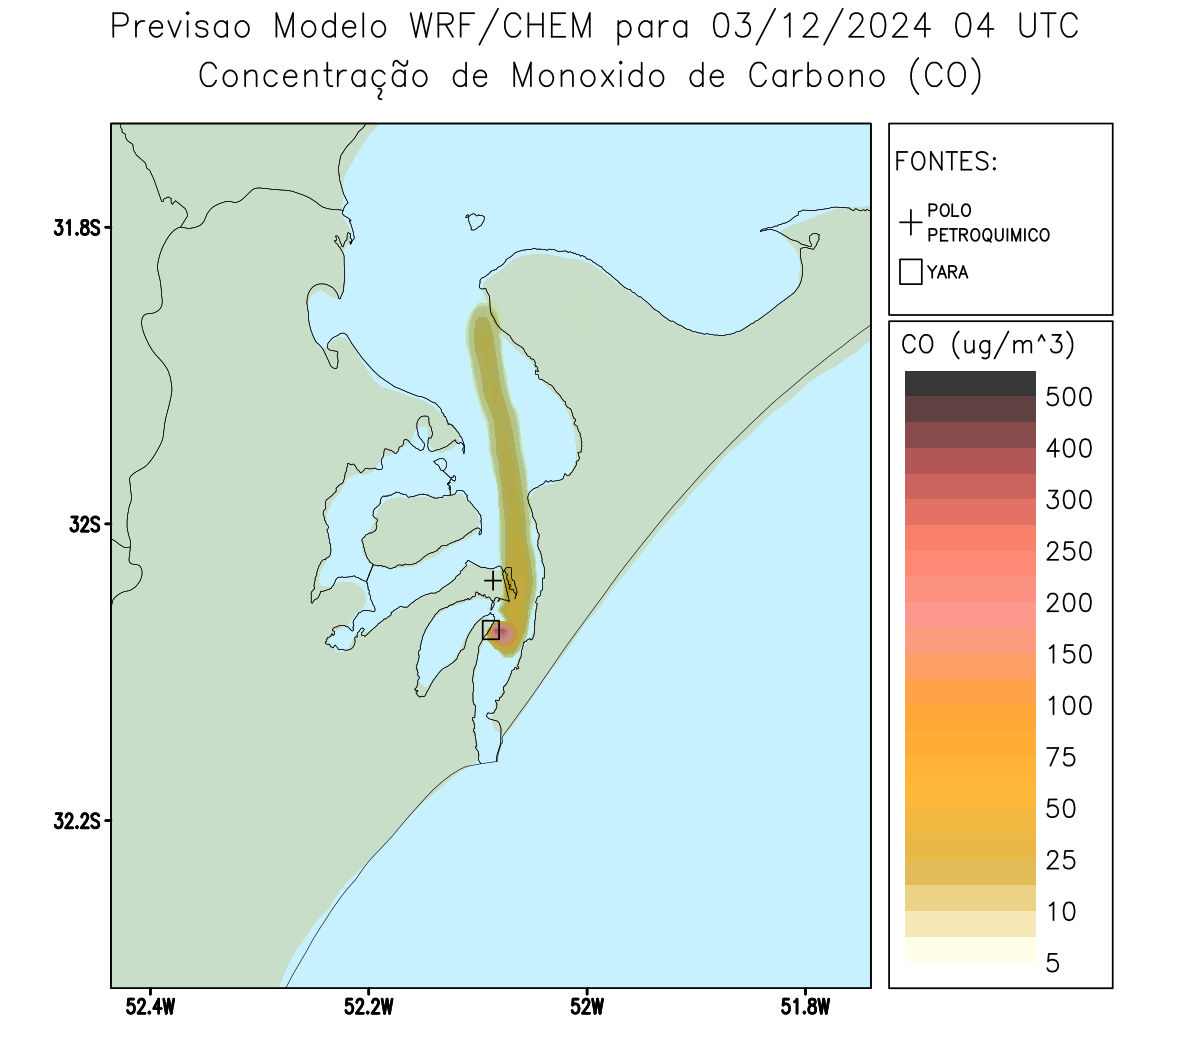 Previsao Modelo WRF/CHEM para 03/12/2024 04 UTC
Concentração de Monoxido de Carbono (CO)
FONTES:
POLO
PETROQUIMICO
YARA
31.8S
32S
32.2S
52.4W
52.2W
52W
51.8W
CO (ug/m^3)
500
400
300
250
200
150
100
75
50
25
10
5